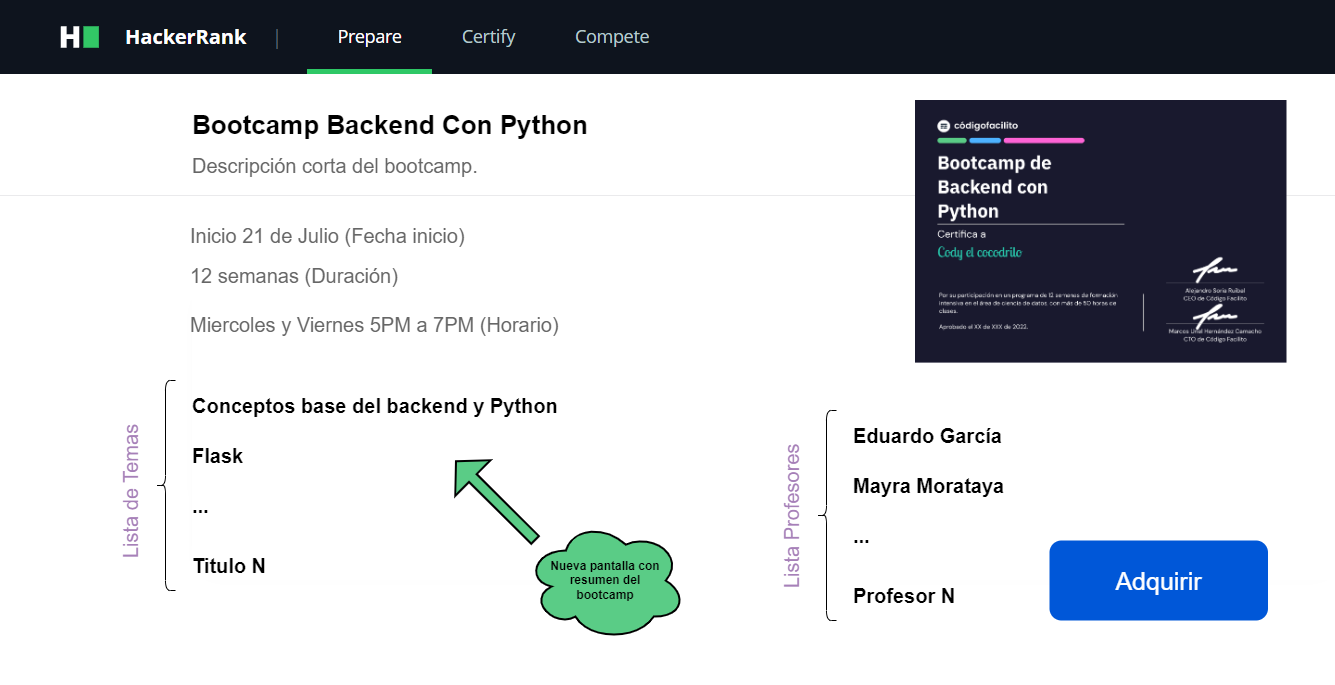 H HackerRank | Prepare Certify Compete
Bootcamp Backend Con Python
Descripción corta del bootcamp.
códigofacilito
Bootcamp de
Backend con
Python
Certifica a
Cody el cocodrilo
Por su participación en un programa de 12 semanas de formación
intensiva en el área de ciencia de datos, con más de 50 horas de
clases.
Aprobado el XX de XXX de 2022.
Alejandro Soria Ruibal
CEO de Código Facilito
Marcos Uriel Hernández Camacho
CTO de Código Facilito
Inicio 21 de Julio (Fecha inicio)
12 semanas (Duración)
Miercoles y Viernes 5PM a 7PM (Horario)
Lista de Temas
Conceptos base del backend y Python
Flask
...
Titulo N
Nueva pantalla con
resumen del
bootcamp
Lista Profesores
Eduardo García
Mayra Morataya
...
Profesor N
Adquirir